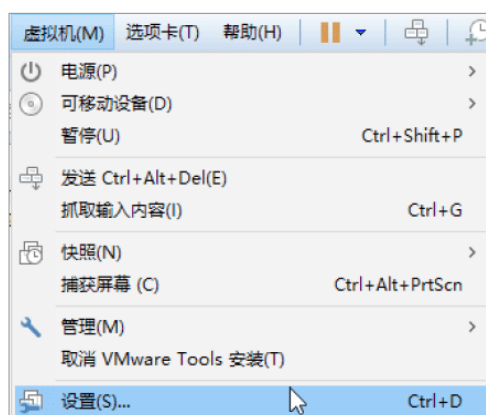 虚拟机(M) 选项卡(T) 帮助(H)
电源(P)
可移动设备(D)
暂停(U) Ctrl+Shift+P
发送 Ctrl+Alt+Del(E)
抓取输入内容(I) Ctrl+G
快照(N)
捕获屏幕 (C) Ctrl+Alt+PrtScn
管理(M)
取消 VMware Tools 安装(T)
设置(S)... Ctrl+D